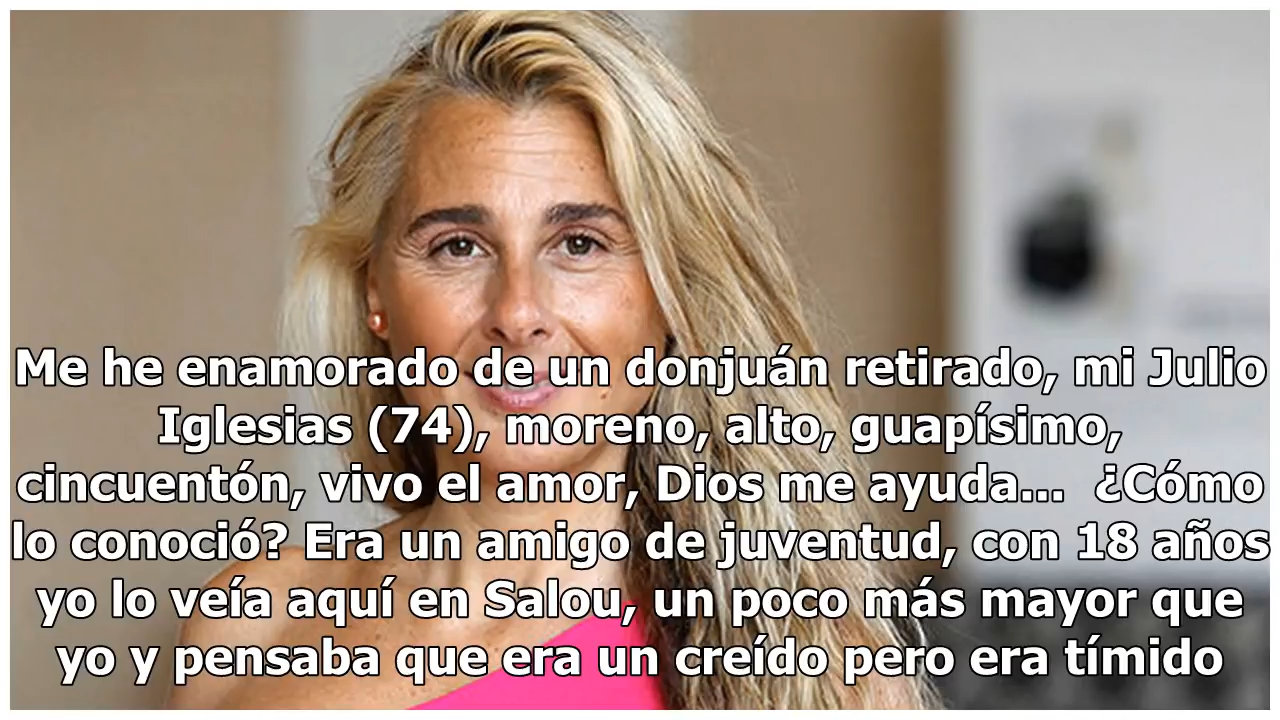 Me he enamorado de un donjuán retirado, mi Julio
Iglesias (74), moreno, alto, guapísimo,
cincuentón, vivo el amor, Dios me ayuda...  ¿Cómo
lo conoció? Era un amigo de juventud, con 18 años
yo lo veía aquí en Salou, un poco más mayor que
yo y pensaba que era un creído pero era tímido